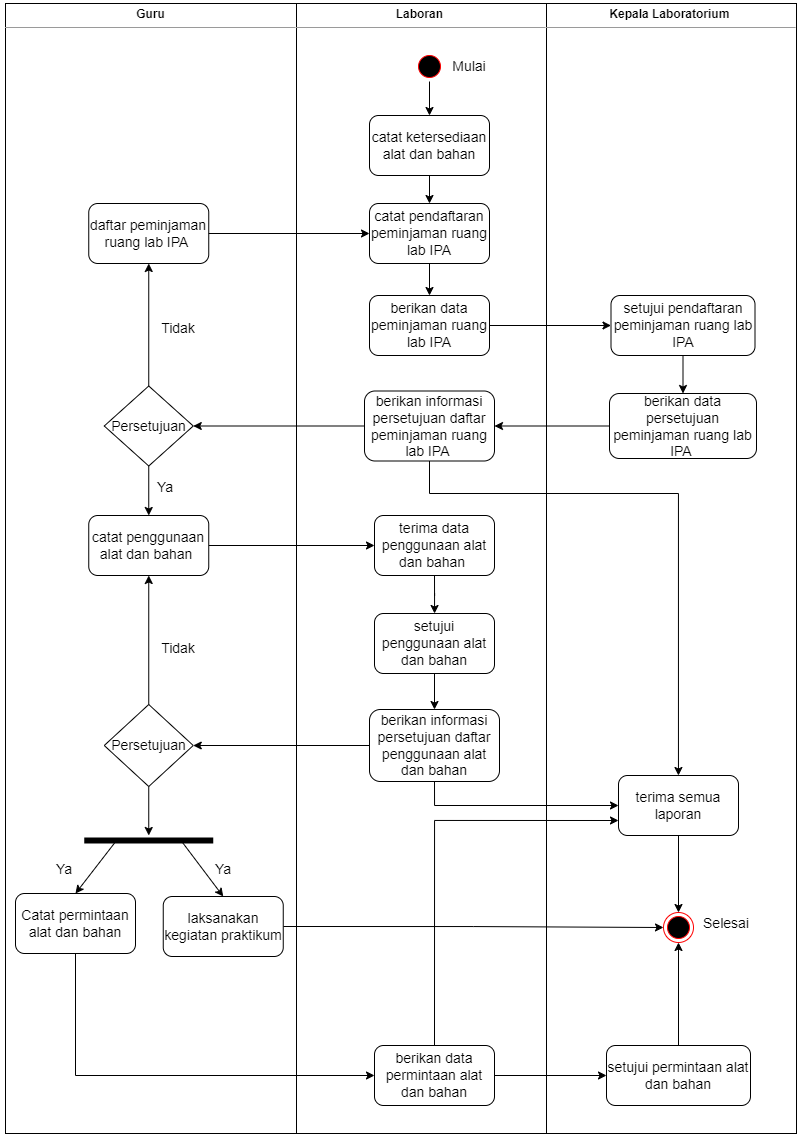 Guru
Laboran
Kepala Laboratorium
Mulai
catat ketersediaan
alat dan bahan
daftar peminjaman
ruang lab IPA
catat pendaftaran
peminjaman ruang
lab IPA
berikan data
peminjaman ruang
lab IPA
setujui pendaftaran
peminjaman ruang lab
IPA
Tidak
Persetujuan
berikan informasi
persetujuan daftar
peminjaman ruang
lab IPA
berikan data
persetujuan
peminjaman ruang lab
IPA
Ya
catat penggunaan
alat dan bahan
terima data
penggunaan alat
dan bahan
Tidak
setujui
penggunaan alat
dan bahan
Persetujuan
berikan informasi
persetujuan daftar
penggunaan alat
dan bahan
terima semua
laporan
Ya
Ya
Catat permintaan
alat dan bahan
laksanakan
kegiatan praktikum
Selesai
berikan data
permintaan alat
dan bahan
setujui permintaan alat
dan bahan